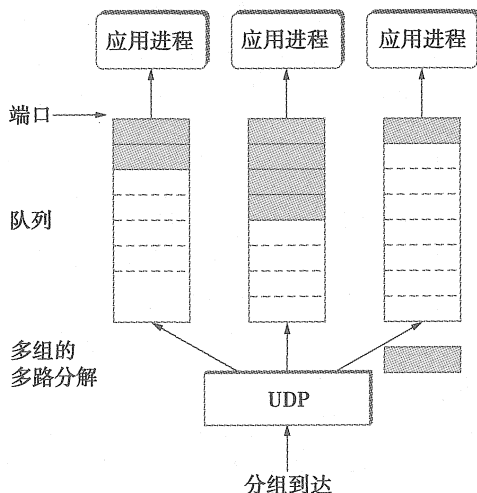 应用进程
应用进程
应用进程
端口
队列
多组的
多路分解
UDP
分组到达